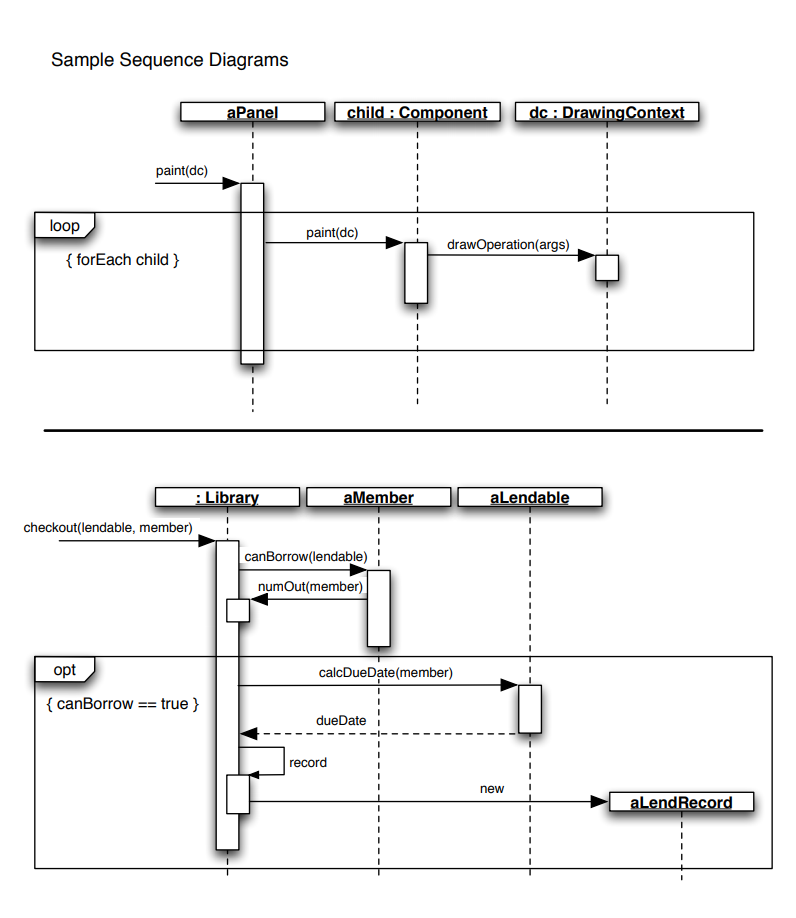 Sample Sequence Diagrams
aPanel
child : Component
dc : DrawingContext
paint(dc)
loop
paint(dc)
drawOperation(args)
{ forEach child }
: Library
aMember
aLendable
checkout(lendable, member)
canBorrow(lendable)
numOut(member)
opt
calcDueDate(member)
{ canBorrow == true }
dueDate
record
new
aLendRecord